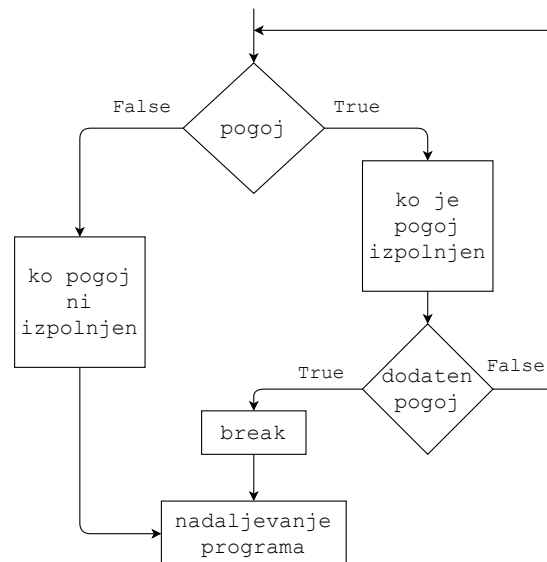 False
True
pogoj
ko je
pogoj
izpolnjen
ko pogoj
ni
izpolnjen
True
dodaten
pogoj
False
break
nadaljevanje
programa